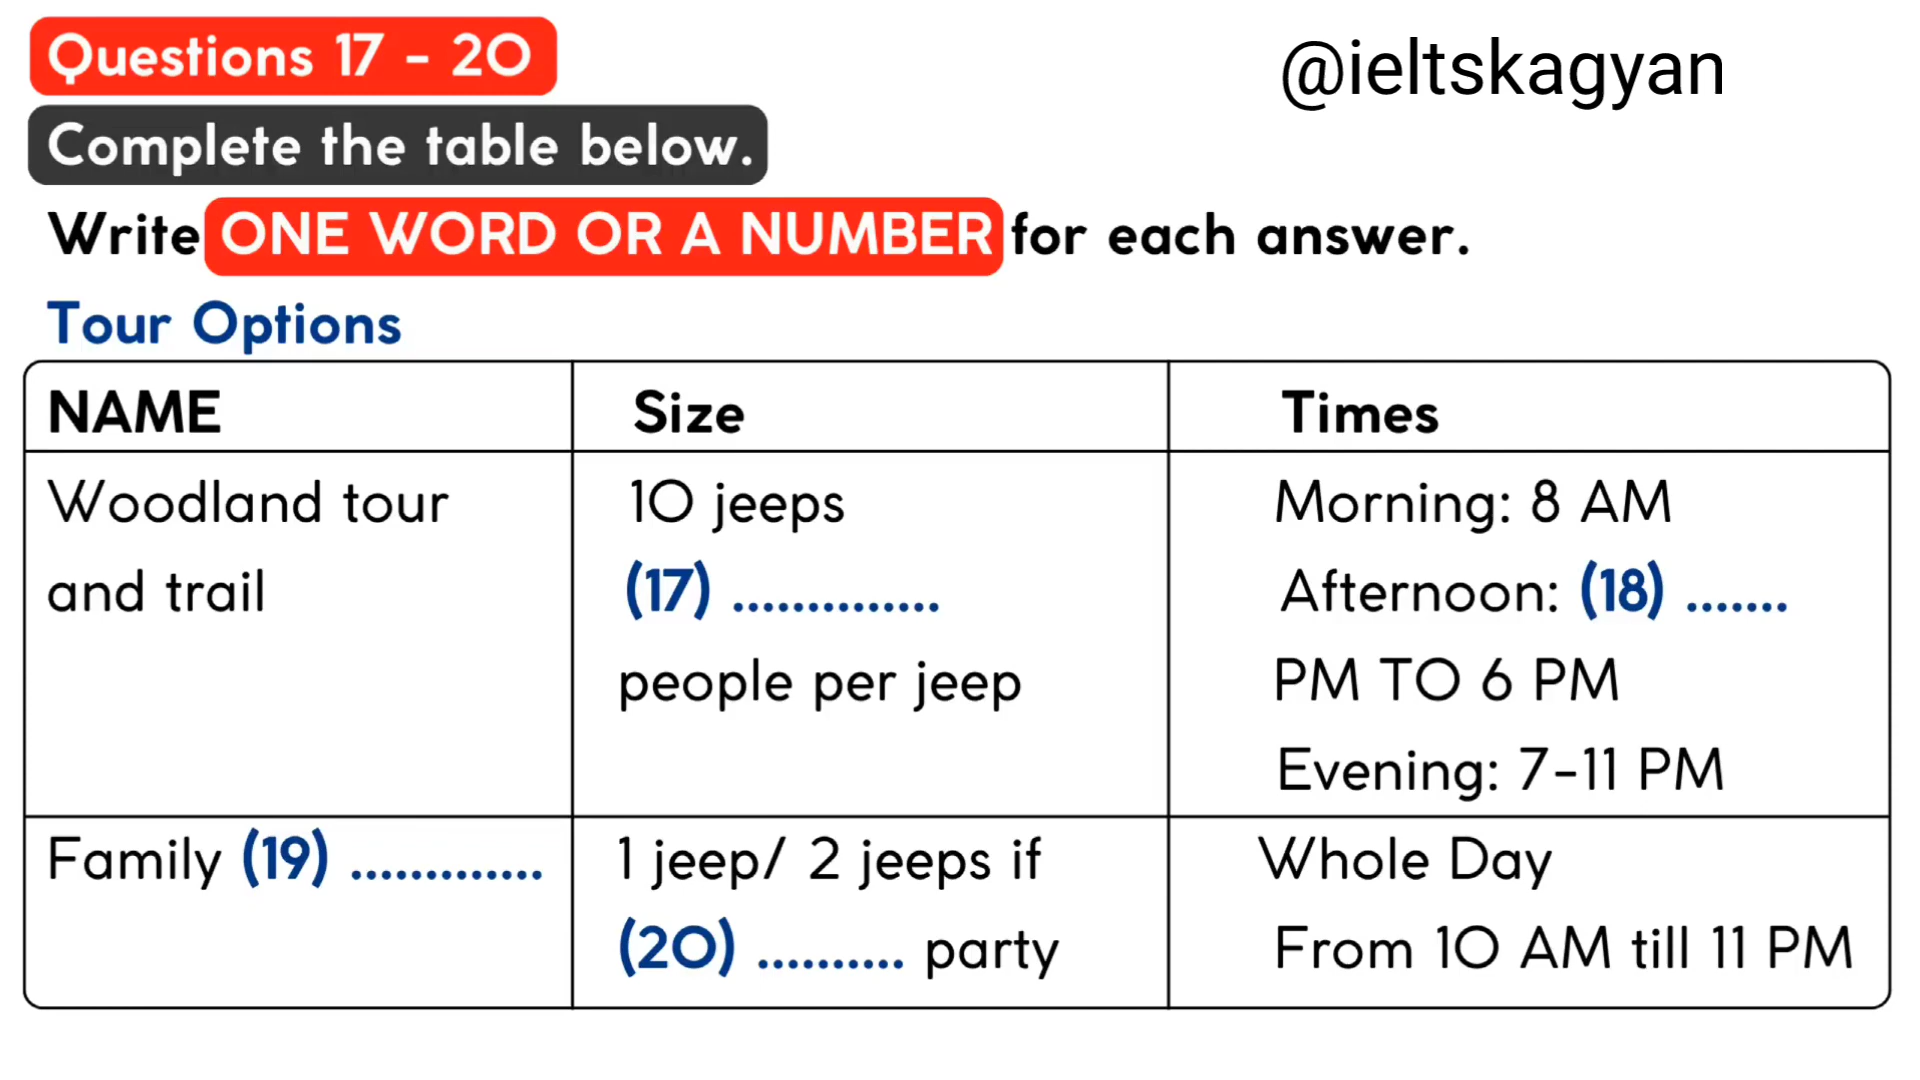 Questions 17 - 20
@ieltskagyan
Complete the table below.
Write ONE WORD OR A NUMBER for each answer.
Tour Options
NAME
Size
Times
Woodland tour
and trail
10 jeeps
(17) ..............
people per jeep
Morning: 8 AM
Afternoon: (18) .......
PM TO 6 PM
Evening: 7-11 PM
Family (19) .............
1 jeep/ 2 jeeps if
(20) .......... party
Whole Day
From 10 AM till 11 PM